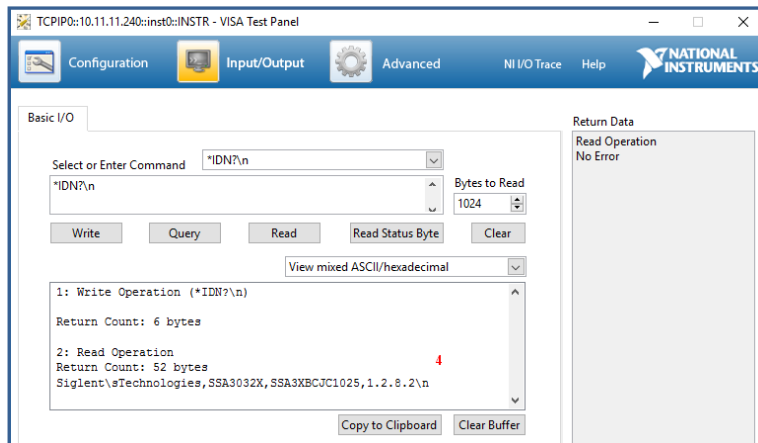 TCPIP0::10.11.11.240::inst0::INSTR - VISA Test Panel
Configuration
Input/Output
Advanced
NI I/O Trace
Help
NATIONAL
INSTRUMENTS
Basic I/O
Return Data
Read Operation
No Error
Select or Enter Command
*IDN?\n
*IDN?\n
Bytes to Read
1024
Write
Query
Read
Read Status Byte
Clear
View mixed ASCII/hexadecimal
1: Write Operation (*IDN?\n)
Return Count: 6 bytes
2: Read Operation
4
Return Count: 52 bytes
Siglent\sTechnologies,SSA3032X,SSA3XBCJC1025,1.2.8.2\n
Copy to Clipboard
Clear Buffer